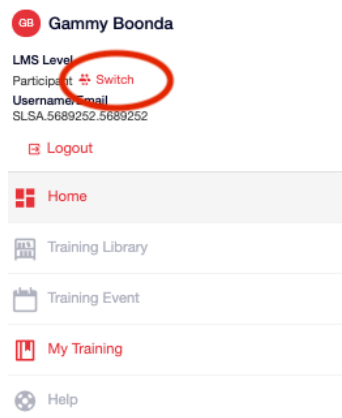 GB Gammy Boonda
LMS Level
Participant Switch
Username/Email
SLSA.5689252.5689252
Logout
Home
Training Library
Training Event
My Training
Help